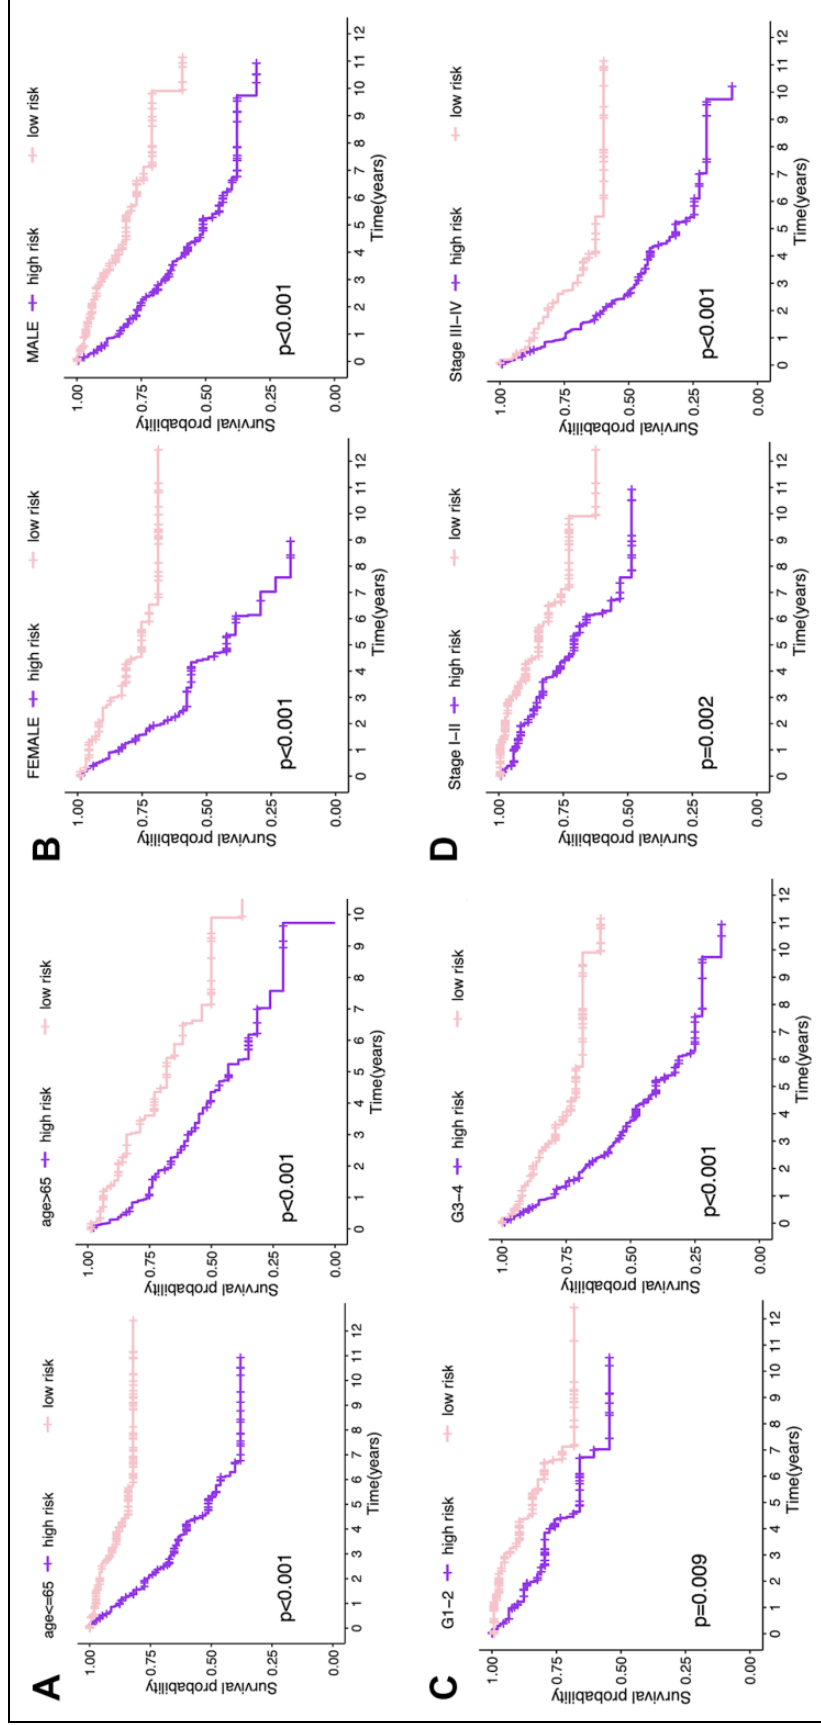 A
age<=65 high risk low risk
Survival probability
1.00
0.75
0.50
0.25
0.00
p<0.001
0 1 2 3 4 5 6 7 8 9 10 11 12
Time(years)
age>65 high risk low risk
Survival probability
1.00
0.75
0.50
0.25
0.00
p<0.001
0 1 2 3 4 5 6 7 8 9 10
Time(years)
B
FEMALE high risk low risk
Survival probability
1.00
0.75
0.50
0.25
0.00
p<0.001
0 1 2 3 4 5 6 7 8 9 10 11 12
Time(years)
MALE high risk low risk
Survival probability
1.00
0.75
0.50
0.25
0.00
p<0.001
0 1 2 3 4 5 6 7 8 9 10 11 12
Time(years)
C
G1-2 high risk low risk
Survival probability
1.00
0.75
0.50
0.25
0.00
p=0.009
0 1 2 3 4 5 6 7 8 9 10 11 12
Time(years)
G3-4 high risk low risk
Survival probability
1.00
0.75
0.50
0.25
0.00
p<0.001
0 1 2 3 4 5 6 7 8 9 10 11 12
Time(years)
D
Stage I-II high risk low risk
Survival probability
1.00
0.75
0.50
0.25
0.00
p=0.002
0 1 2 3 4 5 6 7 8 9 10 11 12
Time(years)
Stage III-IV high risk low risk
Survival probability
1.00
0.75
0.50
0.25
0.00
p<0.001
0 1 2 3 4 5 6 7 8 9 10 11 12
Time(years)